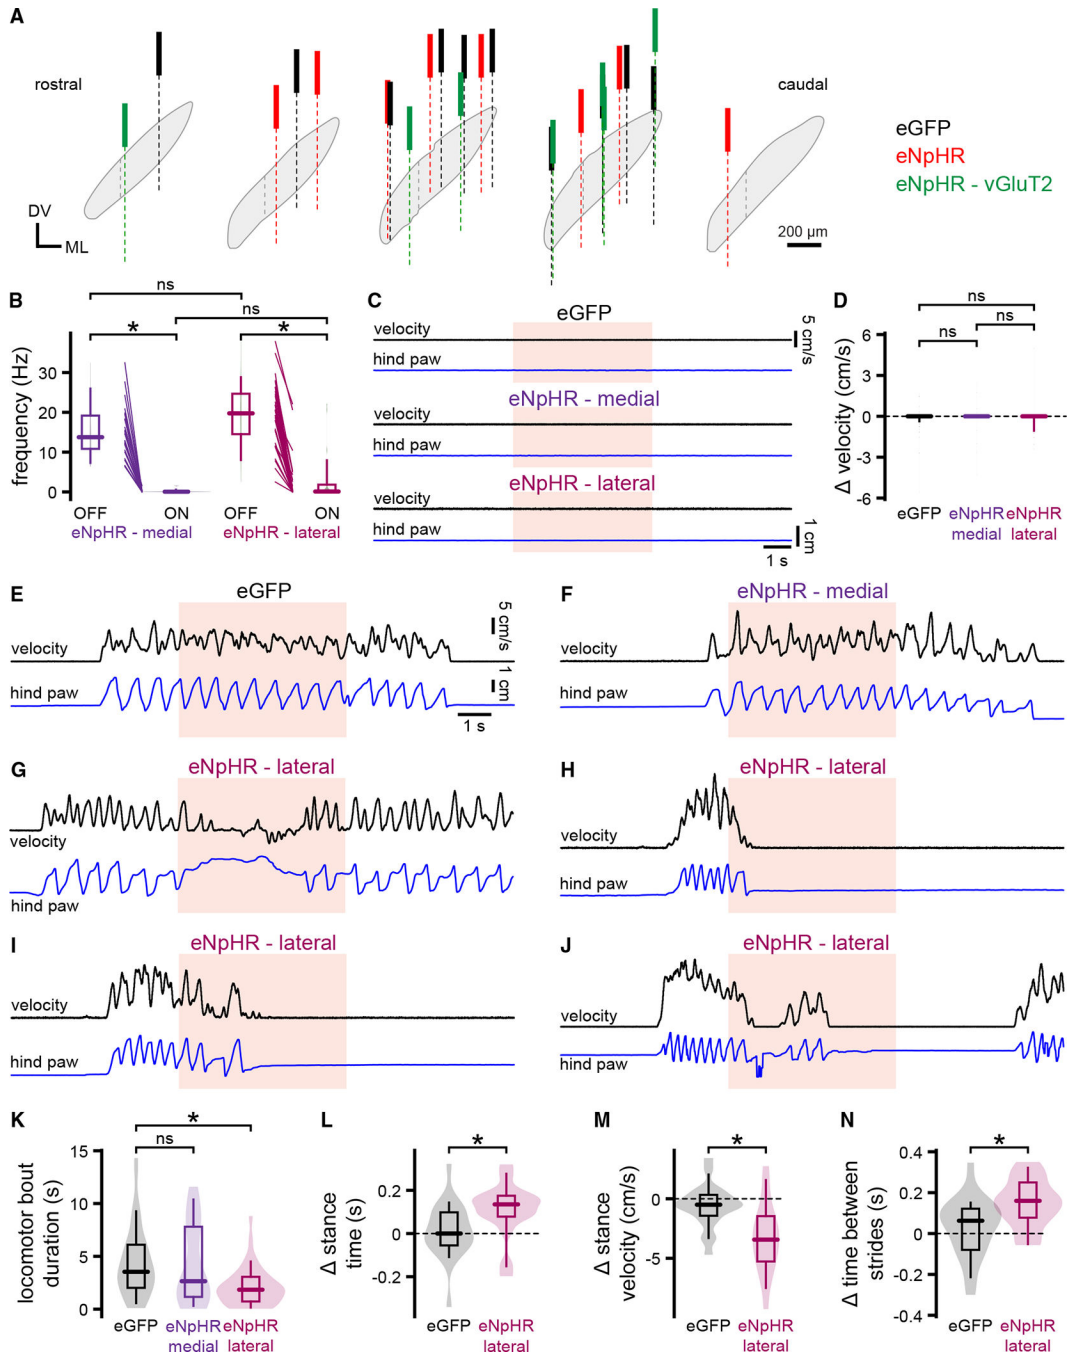 A
rostral
caudal
eGFP
eNpHR
eNpHR - vGluT2
DV
ML
200 µm
B
ns
ns
*
*
frequency (Hz)
30
20
10
0
OFF
ON
OFF
ON
eNpHR - medial
eNpHR - lateral
C
eGFP
velocity
hind paw
5 cm/s
eNpHR - medial
velocity
hind paw
eNpHR - lateral
velocity
hind paw
1 cm
1 s
D
ns
ns
ns
Δ velocity (cm/s)
6
3
0
-3
-6
eGFP
eNpHR
medial
eNpHR
lateral
E
eGFP
velocity
5 cm/s
hind paw
1 cm
1 s
F
eNpHR - medial
velocity
hind paw
G
eNpHR - lateral
velocity
hind paw
H
eNpHR - lateral
velocity
hind paw
I
eNpHR - lateral
velocity
hind paw
J
eNpHR - lateral
velocity
hind paw
K
*
ns
locomotor bout
duration (s)
15
10
5
0
eGFP
eNpHR
medial
eNpHR
lateral
L
*
Δ stance
time (s)
0.2
0
-0.2
eGFP
eNpHR
lateral
M
*
Δ stance
velocity (cm/s)
0
-5
eGFP
eNpHR
lateral
N
*
Δ time between
strides (s)
0.4
0.2
0
-0.2
-0.4
eGFP
eNpHR
lateral